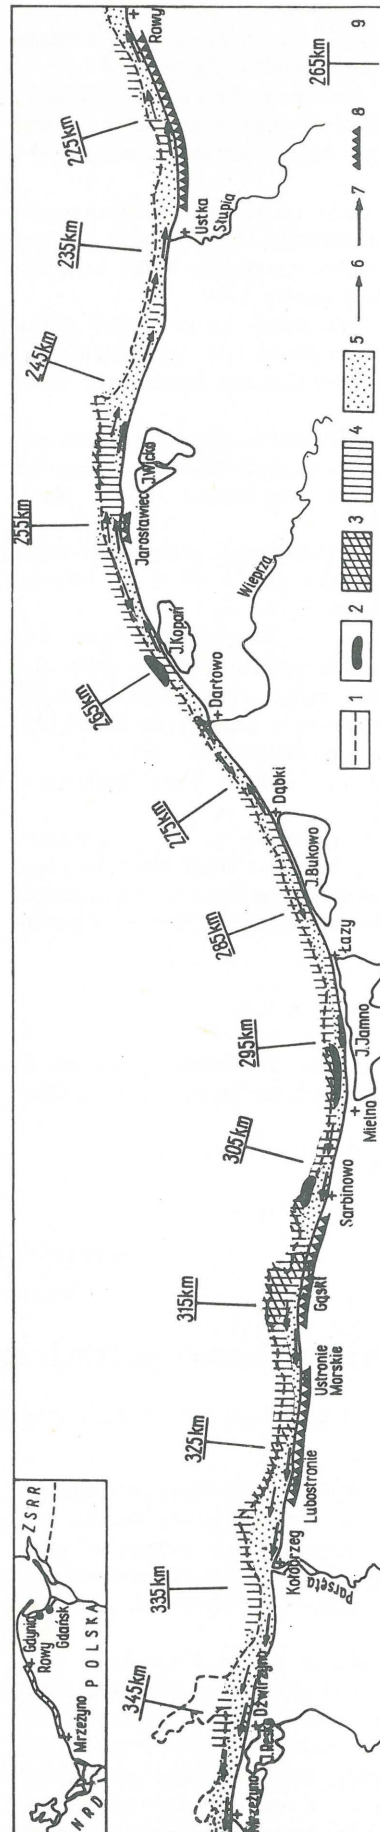 NRD
Mrzeżyno
Gdynia
Rowy
Gdańsk
POLSKA
ZSRR
345km
335km
325km
315km
305km
295km
285km
275km
265km
255km
245km
235km
225km
Mrzeżyno
J.Resko
Dźwirzyno
Kołobrzeg
Parsęta
Lubostronie
Ustronie
Morskie
Gąski
Sarbinowo
Mielno
J.Jamno
Łazy
J.Bukowo
Dąbki
Darłowo
Wieprza
J.Kopań
Jarosławiec
J.Wicko
Ustka
Słupia
Rowy
1
2
3
4
5
6
7
8
265km
9